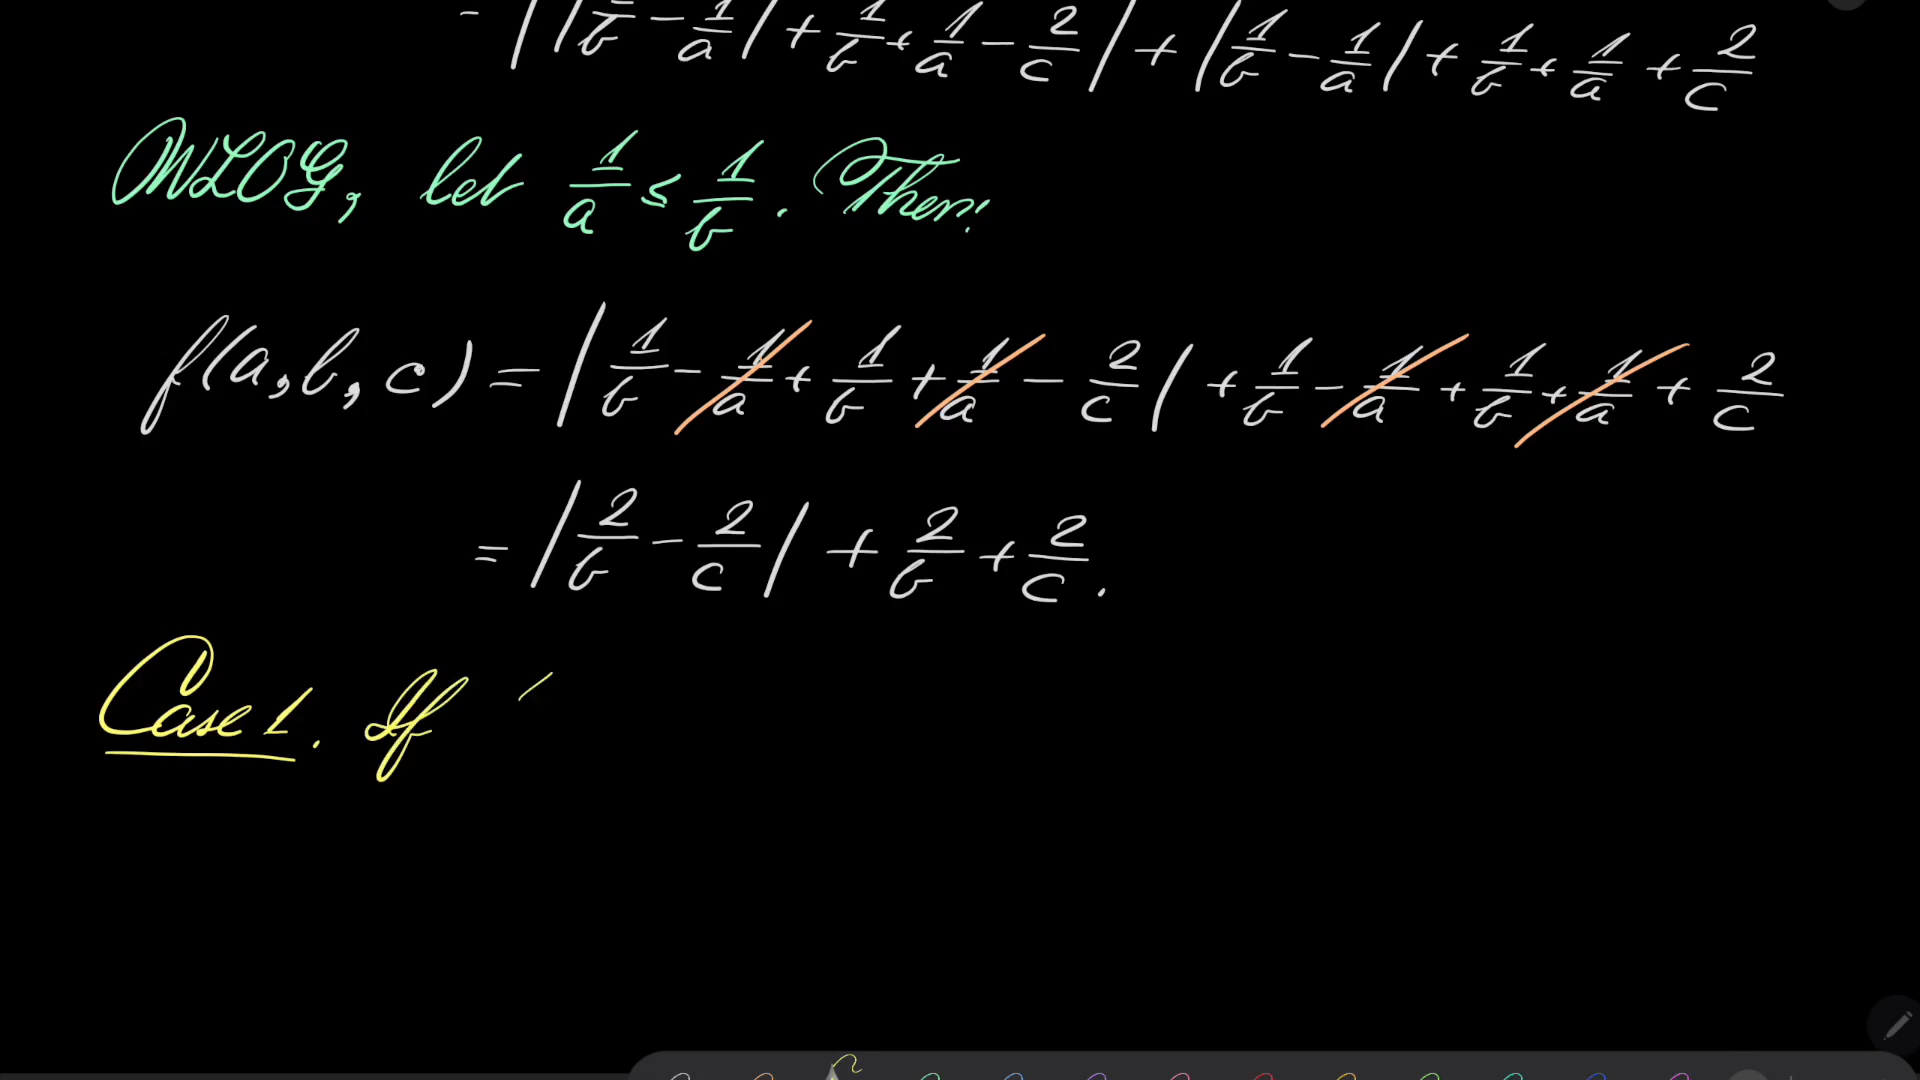 = | | 1/b - 1/a | + 1/b + 1/a - 2/c | + | 1/b - 1/a | + 1/b + 1/a + 2/c
WLOG, let 1/a ≤ 1/b. Then:
f(a, b, c) = | 1/b - 1/a + 1/b + 1/a - 2/c | + 1/b - 1/a + 1/b + 1/a + 2/c
= | 2/b - 2/c | + 2/b + 2/c.
Case 1. If